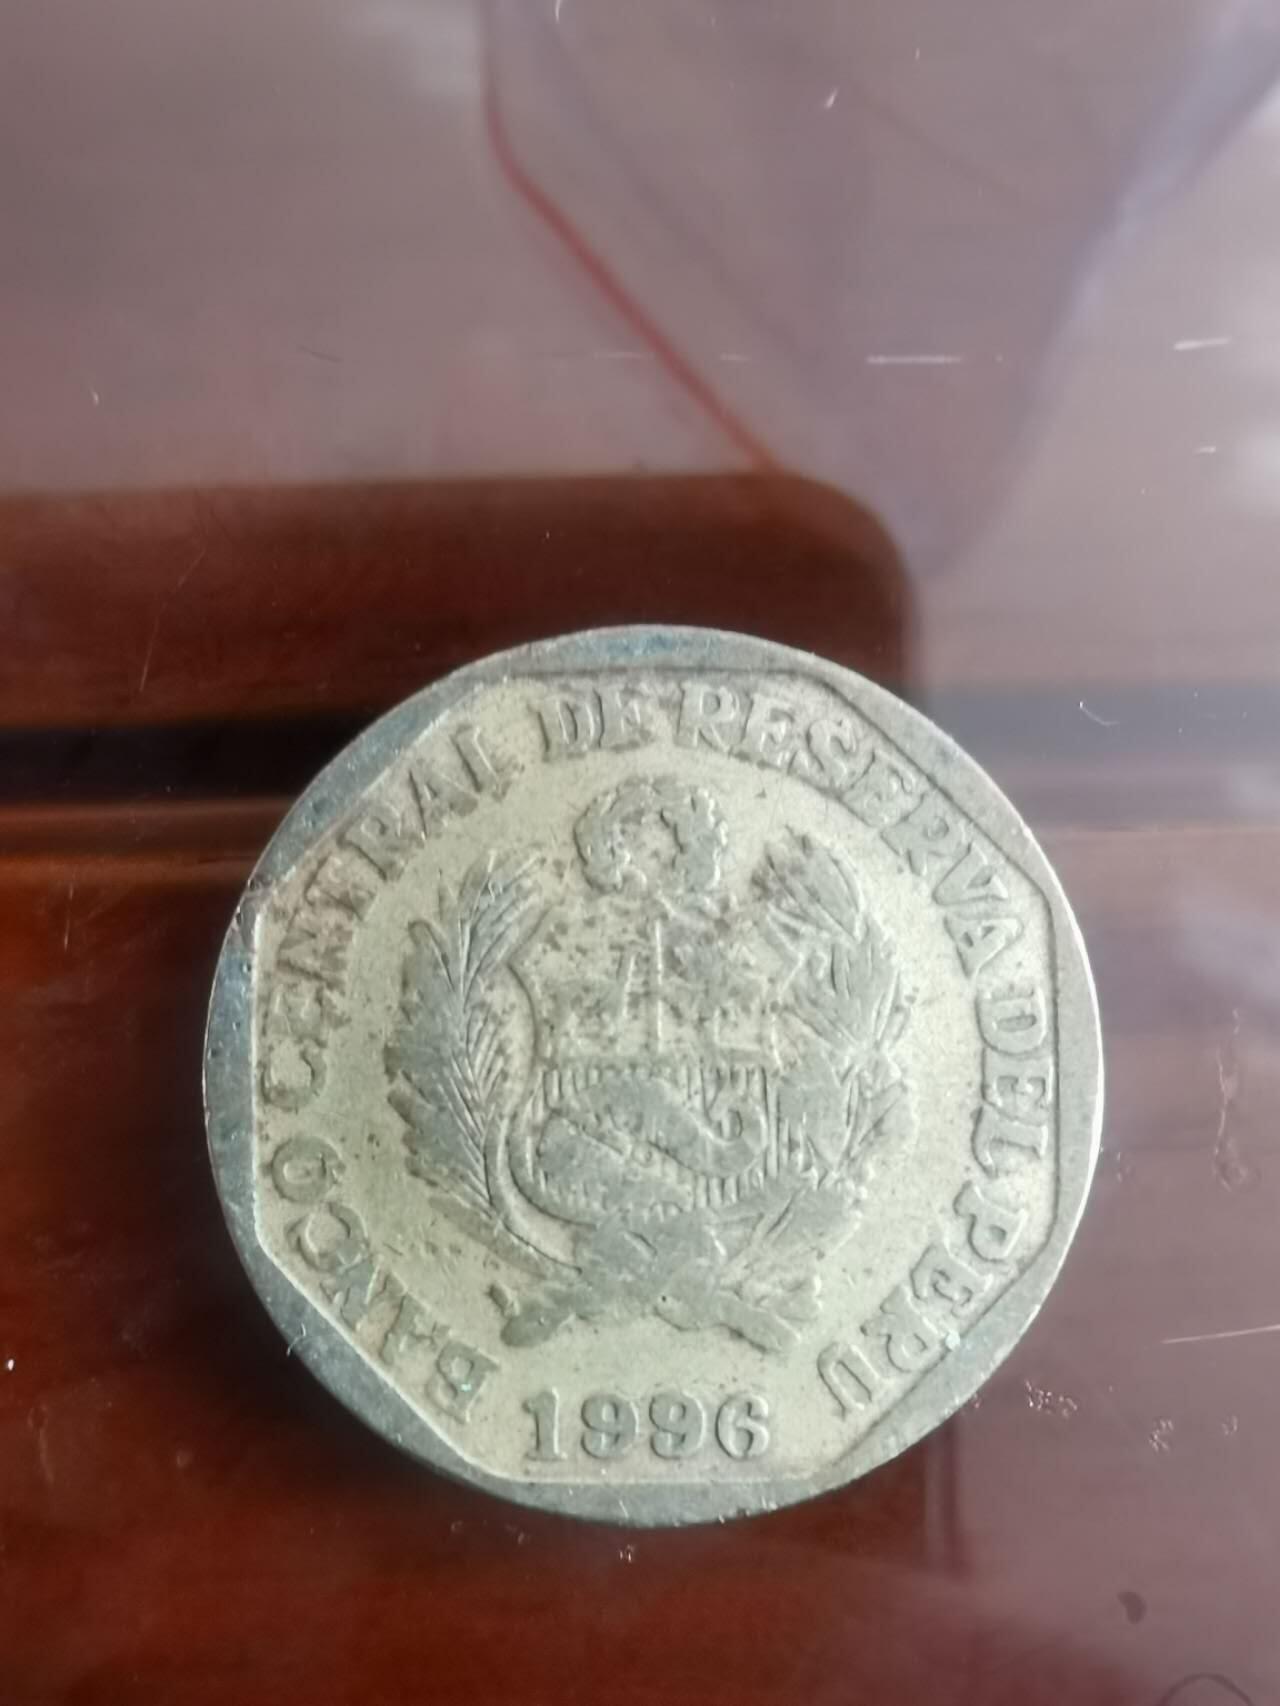 BANCO CENTRAL DE RESERVA DEL PERU
1996